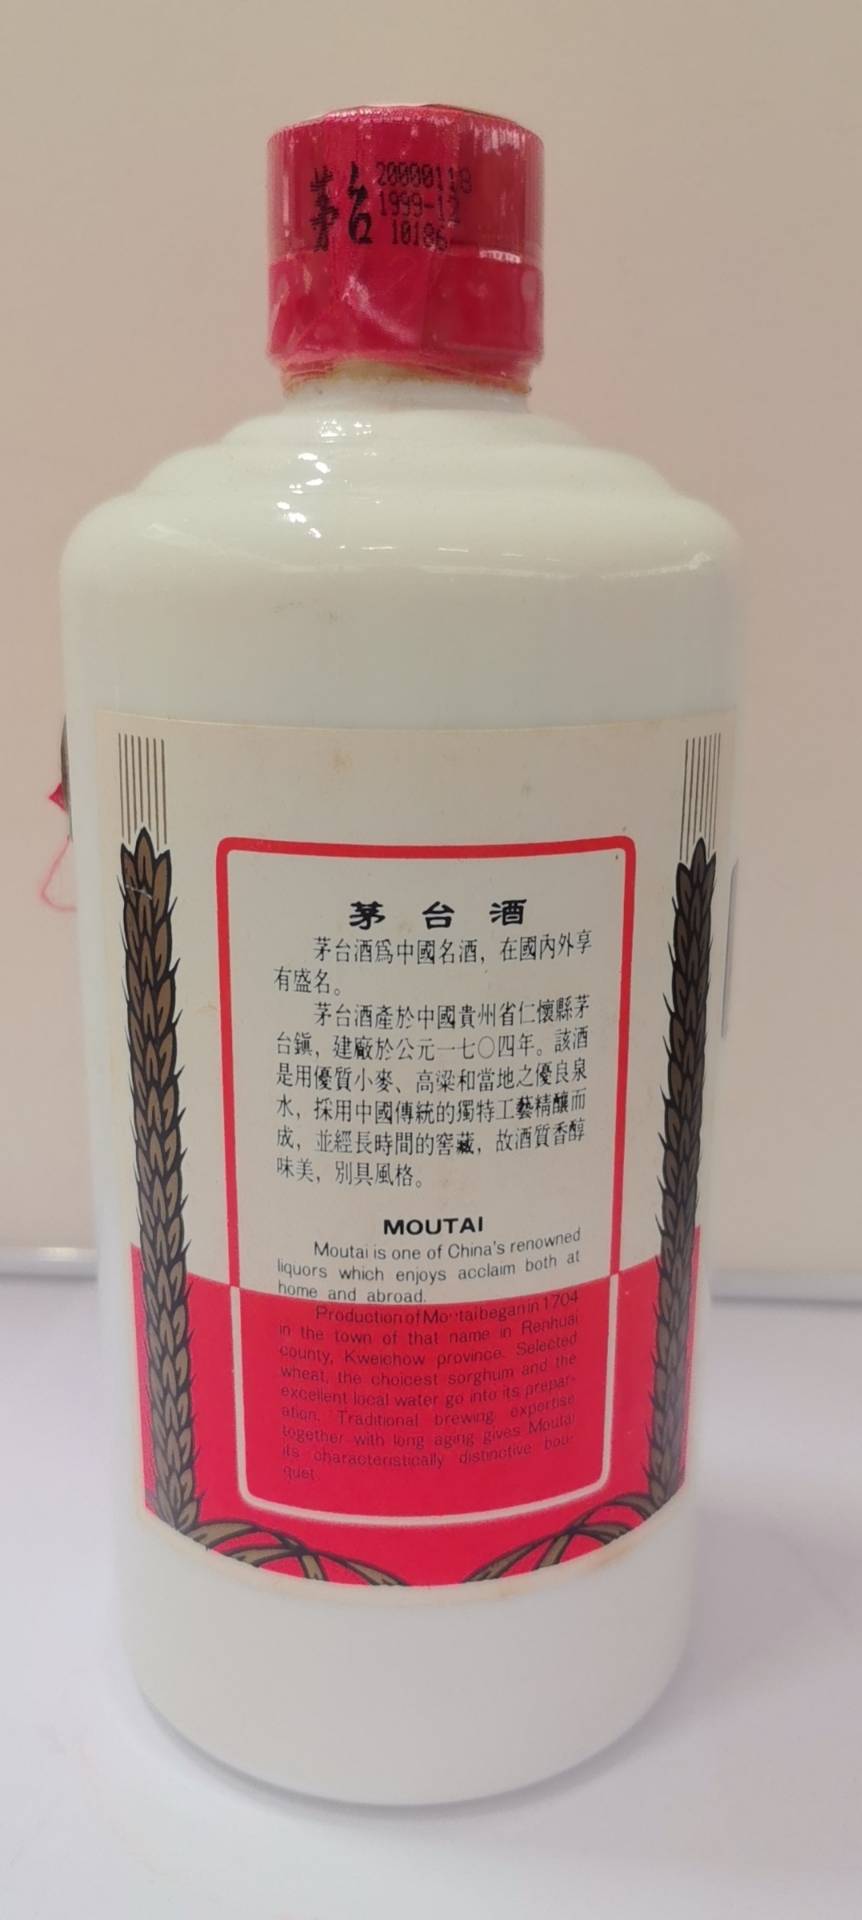 茅台
20000118
1999-12
10186
茅台酒
茅台酒爲中國名酒，在國內外享
有盛名。
茅台酒產於中國貴州省仁懷縣茅
台鎭，建廠於公元一七〇四年。該酒
是用優質小麥、高粱和當地之優良泉
水，採用中國傳統的獨特工藝精釀而
成，並經長時間的窖藏，故酒質香醇
味美，別具風格。
MOUTAI
Moutai is one of China's renowned
liquors which enjoys acclaim both at
home and abroad.
Production of Moutai began in 1704
in the town of that name in Renhuai
county, Kweichow province. Selected
wheat, the choicest sorghum and the
excellent local water go into its prepar-
ation. Traditional brewing expertise
together with long aging gives Moutai
its characteristically distinctive bou-
quet.